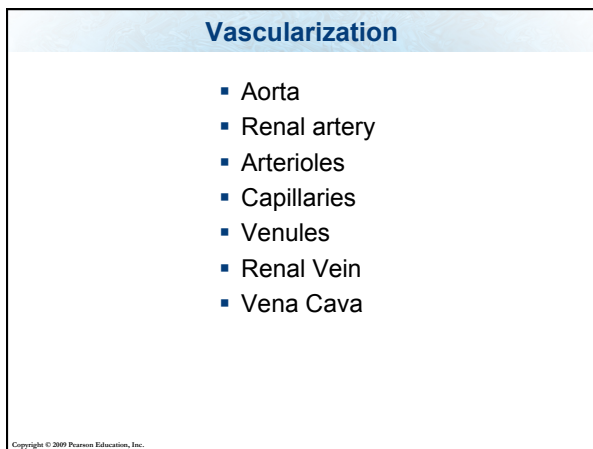 Vascularization
▪ Aorta
▪ Renal artery
▪ Arterioles
▪ Capillaries
▪ Venules
▪ Renal Vein
▪ Vena Cava
Copyright © 2009 Pearson Education, Inc.